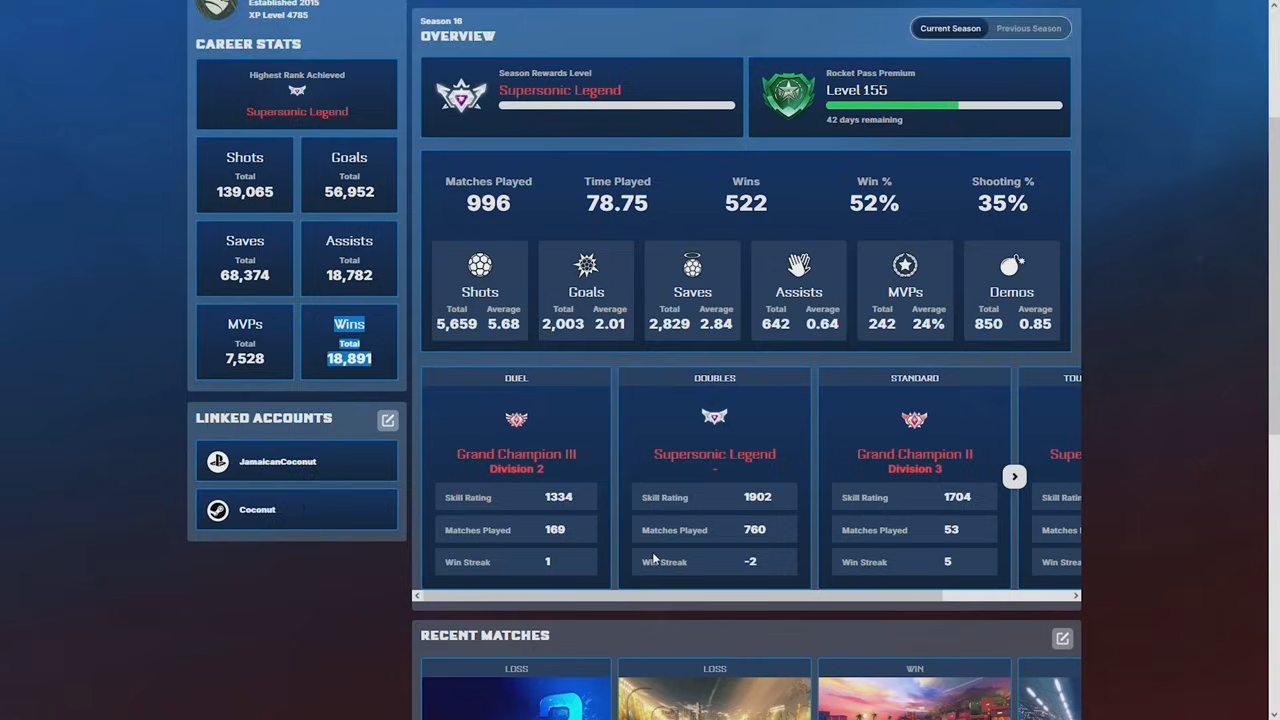 Established 2015
XP Level 4785
CAREER STATS
Highest Rank Achieved
Supersonic Legend
Shots
Goals
Total
Total
139,065
56,952
Saves
Assists
Total
Total
68,374
18,782
MVPs
Wins
Total
Total
7,528
18,891
LINKED ACCOUNTS
JamaicanCoconut
Coconut
Season 16
OVERVIEW
Current Season
Previous Season
Season Rewards Level
Supersonic Legend
Rocket Pass Premium
Level 155
42 days remaining
Matches Played
Time Played
Wins
Win %
Shooting %
996
78.75
522
52%
35%
Shots
Goals
Saves
Assists
MVPs
Demos
Total Average
Total Average
Total Average
Total Average
Total Average
Total Average
5,659 5.68
2,003 2.01
2,829 2.84
642 0.64
242 24%
850 0.85
DUEL
Grand Champion III
Division 2
Skill Rating 1334
Matches Played 169
Win Streak 1
DOUBLES
Supersonic Legend
-
Skill Rating 1902
Matches Played 760
Win Streak -2
STANDARD
Grand Champion II
Division 3
Skill Rating 1704
Matches Played 53
Win Streak 5
TOU
Supe
Skill Ratin
Matches
Win Strea
RECENT MATCHES
LOSS
LOSS
WIN